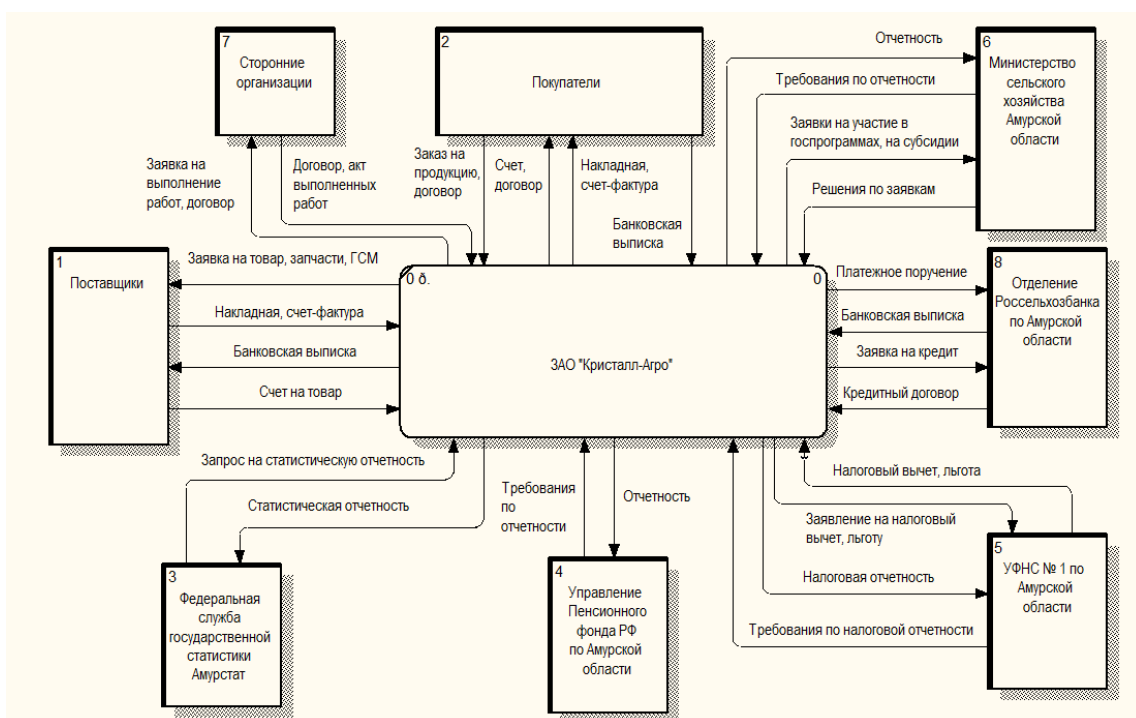 7
Сторонние
организации
2
Покупатели
Отчетность
6
Министерство
сельского
хозяйства
Амурской
области
Требования по отчетности
Заявки на участие в
госпрограммах, на субсидии
Решения по заявкам
Заявка на
выполнение
работ, договор
Договор, акт
выполненных
работ
Заказ на
продукцию,
договор
Счет,
договор
Накладная,
счет-фактура
Банковская
выписка
1
Поставщики
Заявка на товар, запчасти, ГСМ
Накладная, счет-фактура
Банковская выписка
Счет на товар
0 ð.
0
ЗАО "Кристалл-Агро"
Платежное поручение
Банковская выписка
Заявка на кредит
Кредитный договор
8
Отделение
Россельхозбанка
по Амурской
области
Запрос на статистическую отчетность
Статистическая отчетность
Требования
по
отчетности
Отчетность
Налоговый вычет, льгота
Заявление на налоговый
вычет, льготу
Налоговая отчетность
Требования по налоговой отчетности
3
Федеральная
служба
государственной
статистики
Амурстат
4
Управление
Пенсионного
фонда РФ
по Амурской
области
5
УФНС № 1 по
Амурской
области